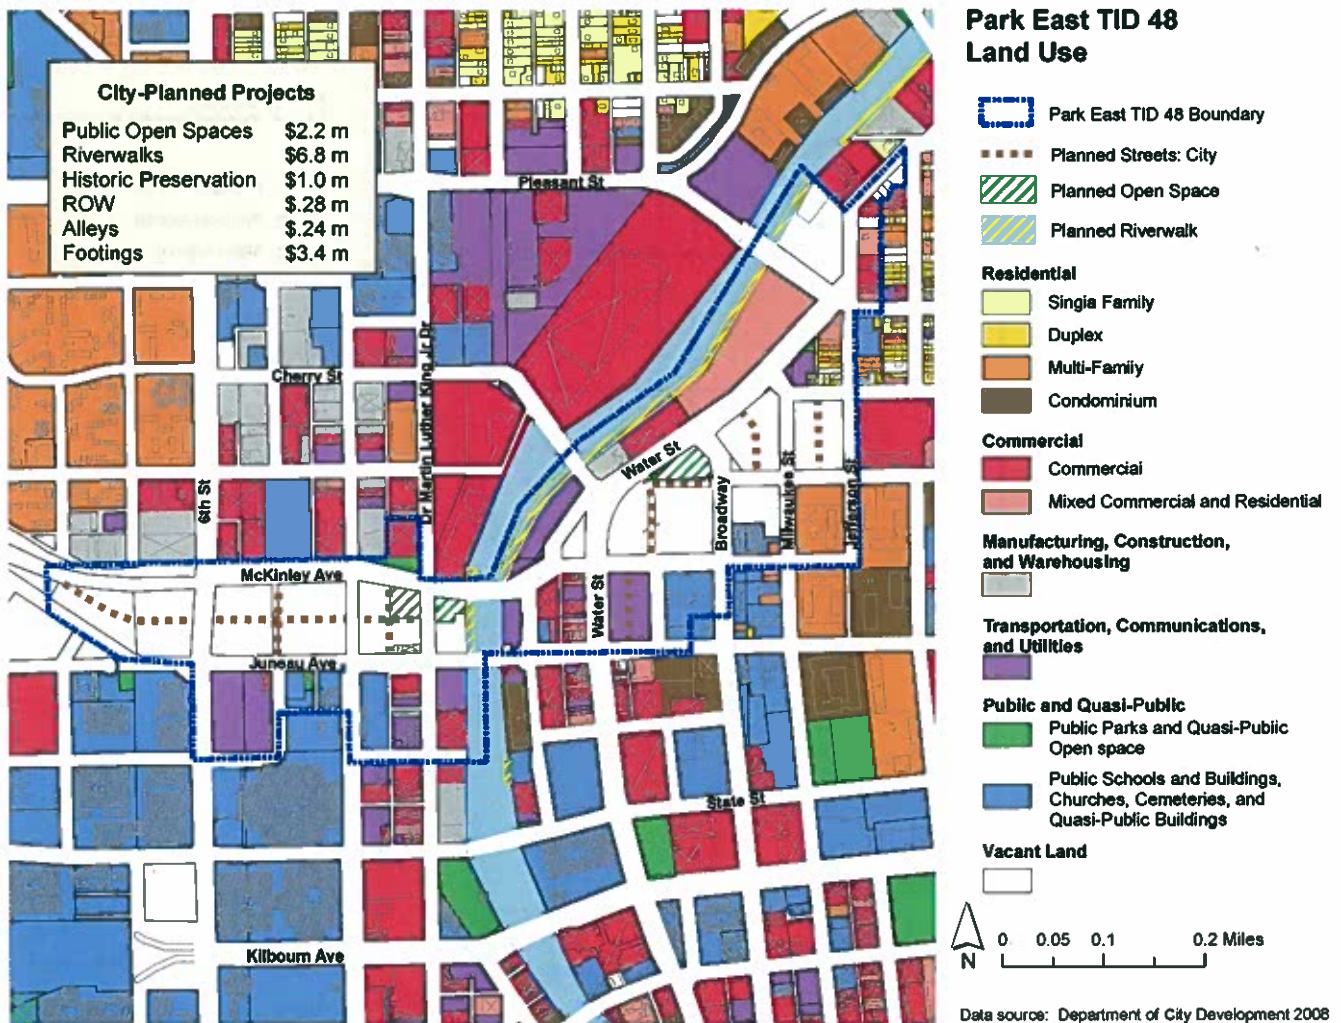 Park East TID 48
Land Use
City-Planned Projects
Public Open Spaces $2.2 m
Riverwalks $6.8 m
Historic Preservation $1.0 m
ROW $.28 m
Alleys $.24 m
Footings $3.4 m
Park East TID 48 Boundary
Planned Streets: City
Planned Open Space
Planned Riverwalk
Residential
Singla Family
Duplex
Multi-Family
Condominium
Commercial
Commercial
Mixed Commercial and Residential
Manufacturing, Construction,
and Warehousing
Transportation, Communications,
and Utilities
Public and Quasi-Public
Public Parks and Quasi-Public
Open space
Public Schools and Buildings,
Churches, Cemeteries, and
Quasi-Public Buildings
Vacant Land
N
0 0.05 0.1 0.2 Miles
Data source: Department of City Development 2008
Pleasant St
Cherry St
Dr Martin Luther King Jr Dr
6th St
Water St
Broadway
Milwaukee St
Jefferson St
McKinley Ave
Water St
Juneau Ave
State St
Kilbourn Ave